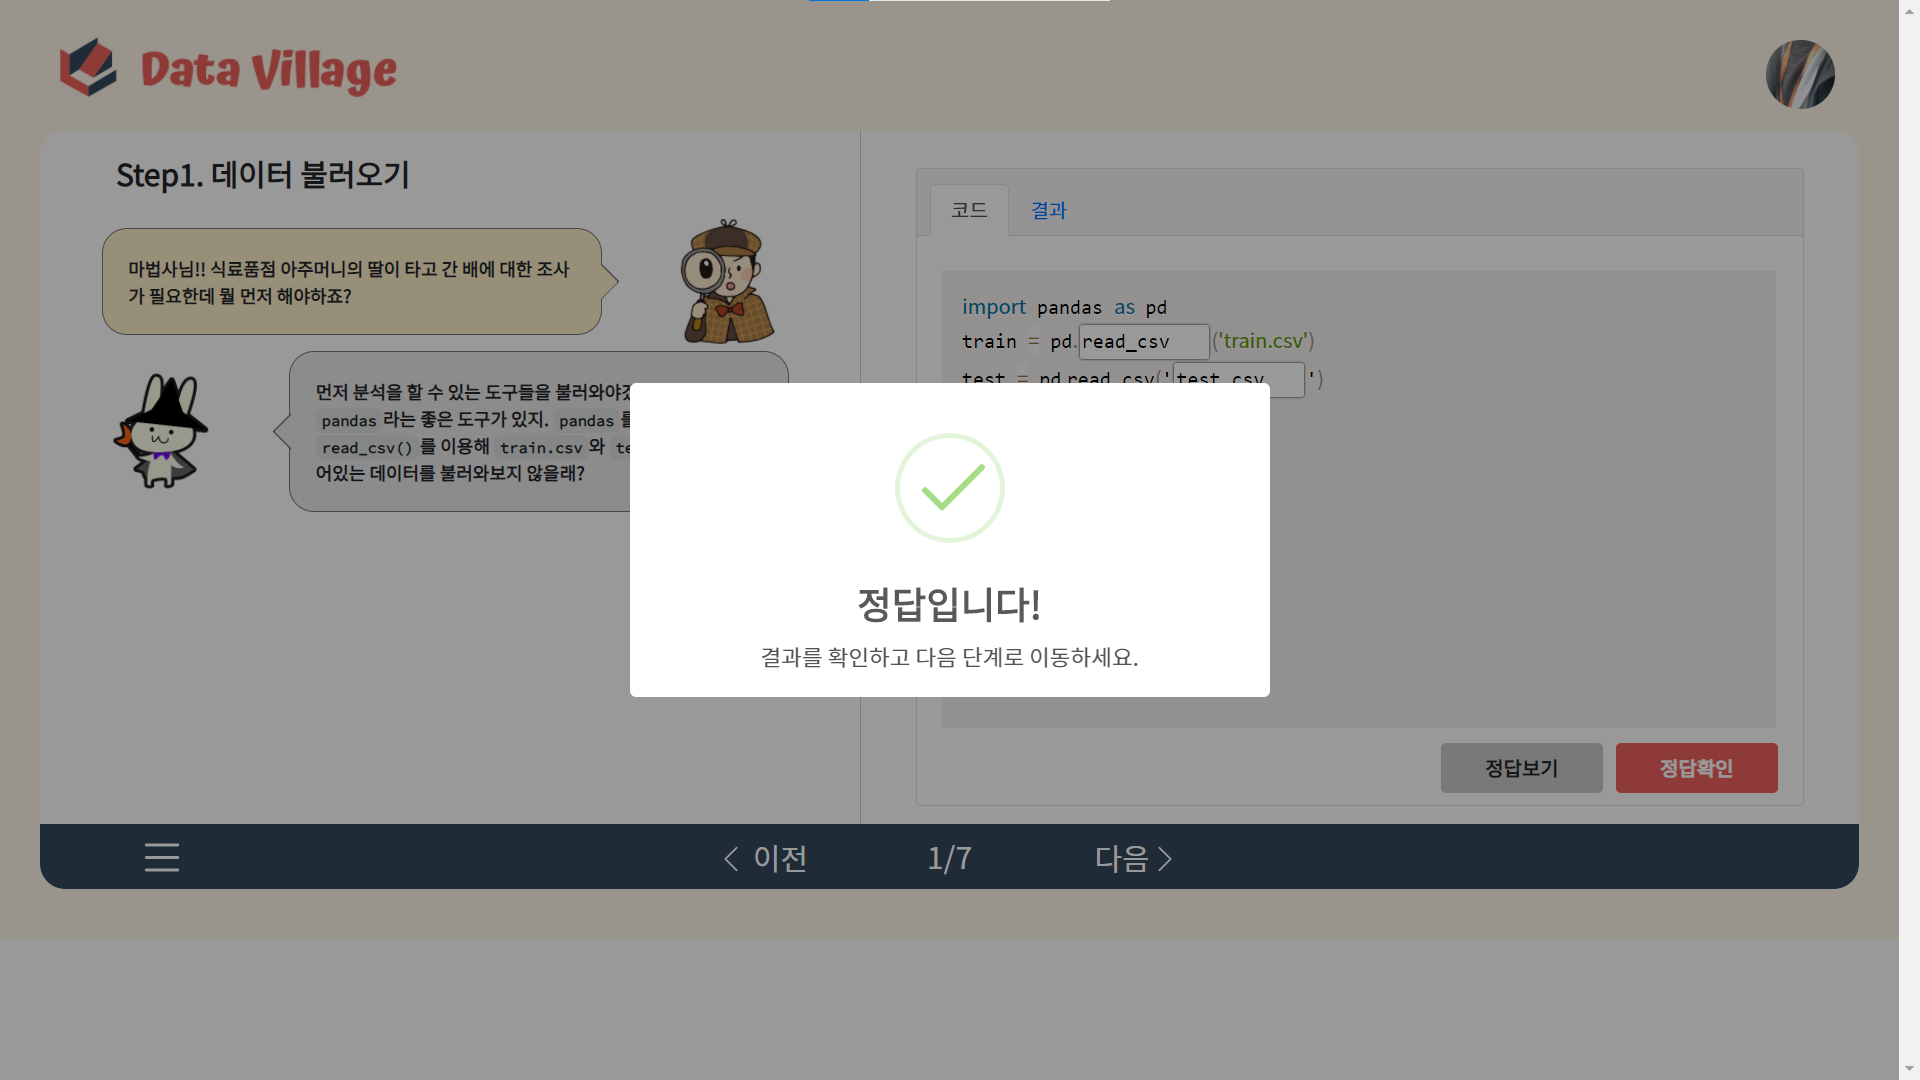 Data Village
Step1. 데이터 불러오기
마법사님!! 식료품점 아주머니의 딸이 타고 간 배에 대한 조사
가 필요한데 뭘 먼저 해야하죠?
먼저 분석을 할 수 있는 도구들을 불러와야
pandas 라는 좋은 도구가 있지. pandas 를
read_csv() 를 이용해 train.csv 와 te
어있는 데이터를 불러와보지 않을래?
코드 결과
import pandas as pd
train = pd.read_csv('train.csv')
test = pd.read_csv('test.csv')
정답입니다!
결과를 확인하고 다음 단계로 이동하세요.
정답보기 정답확인
이전 1/7 다음